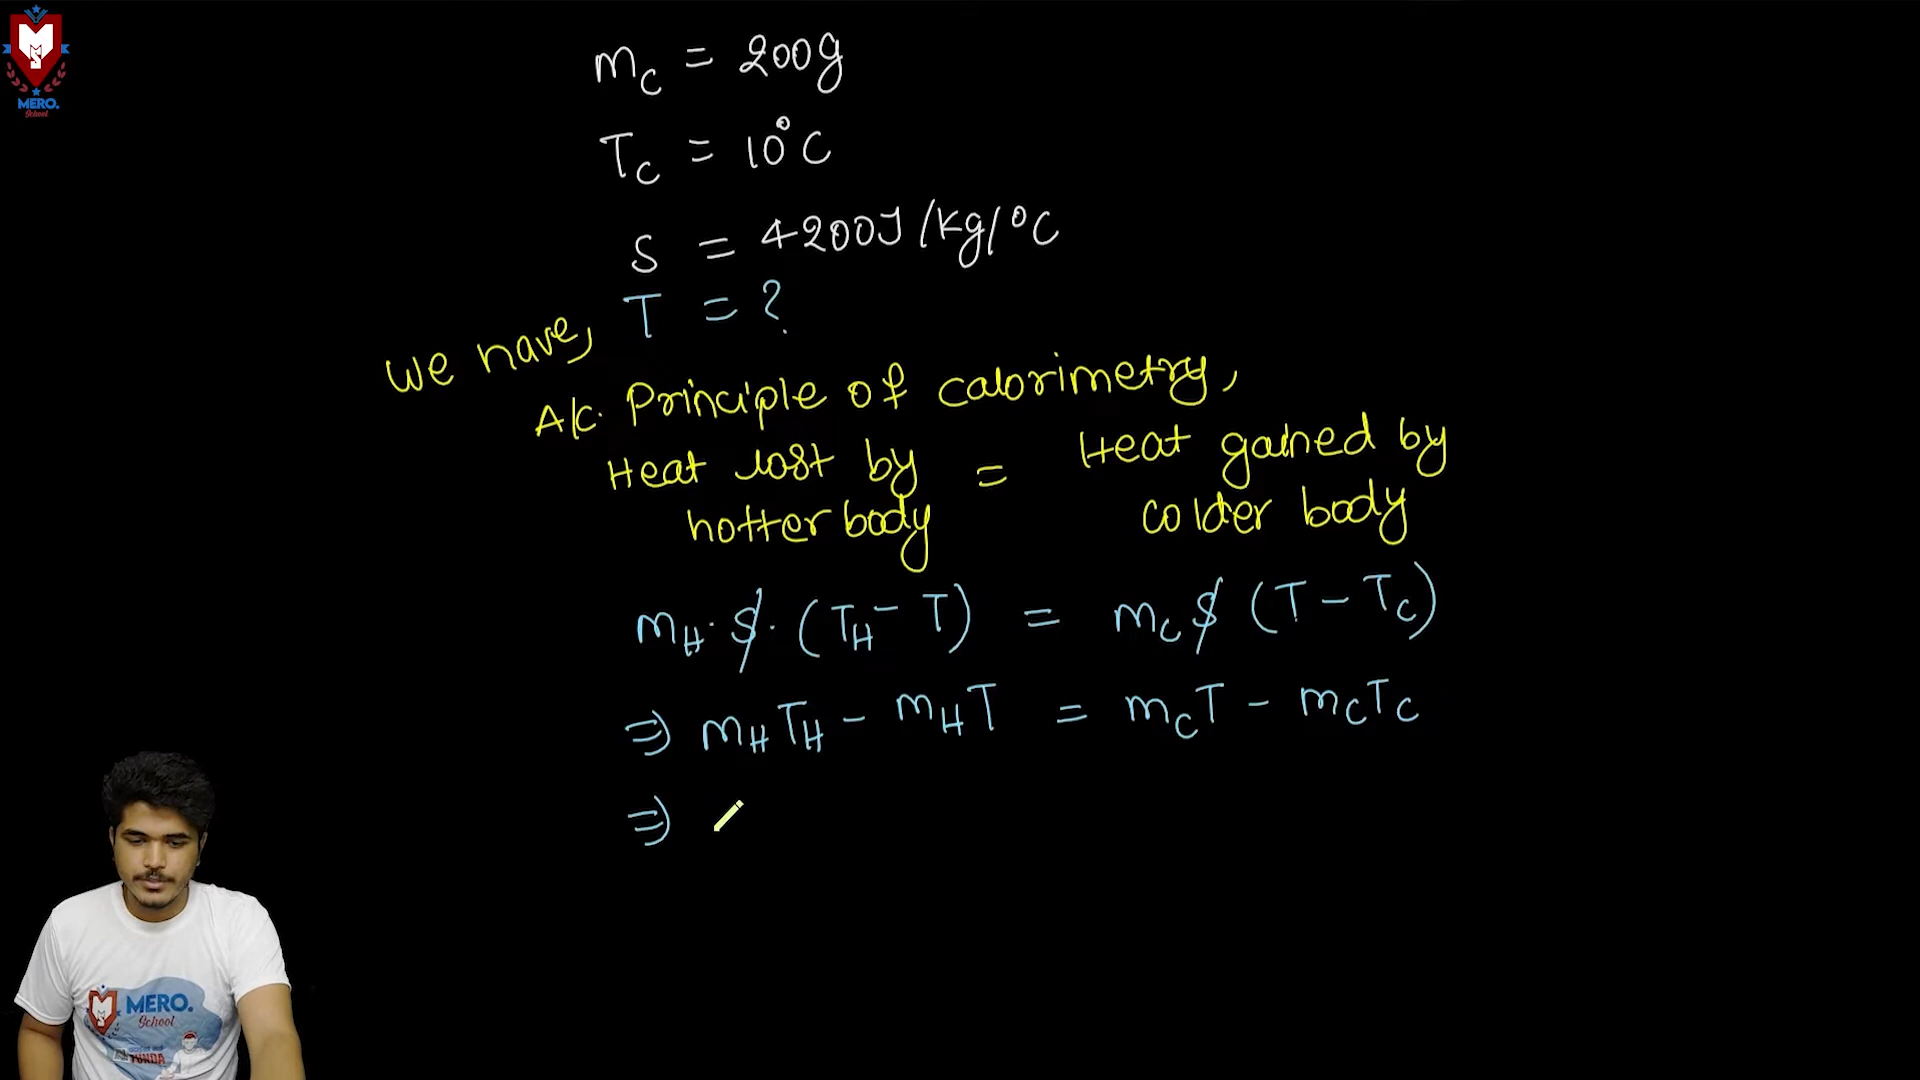 MERO.
School
m_C = 200g
T_C = 10°C
S = 4200J/kg/°C
T = ?
We have,
A/c. Principle of calorimetry,
Heat lost by = Heat gained by
hotter body colder body
m_H · S · (T_H − T) = m_C S (T − T_C)
⇒ m_H T_H − m_H T = m_C T − m_C T_C
⇒
MERO.
School
TUNDA